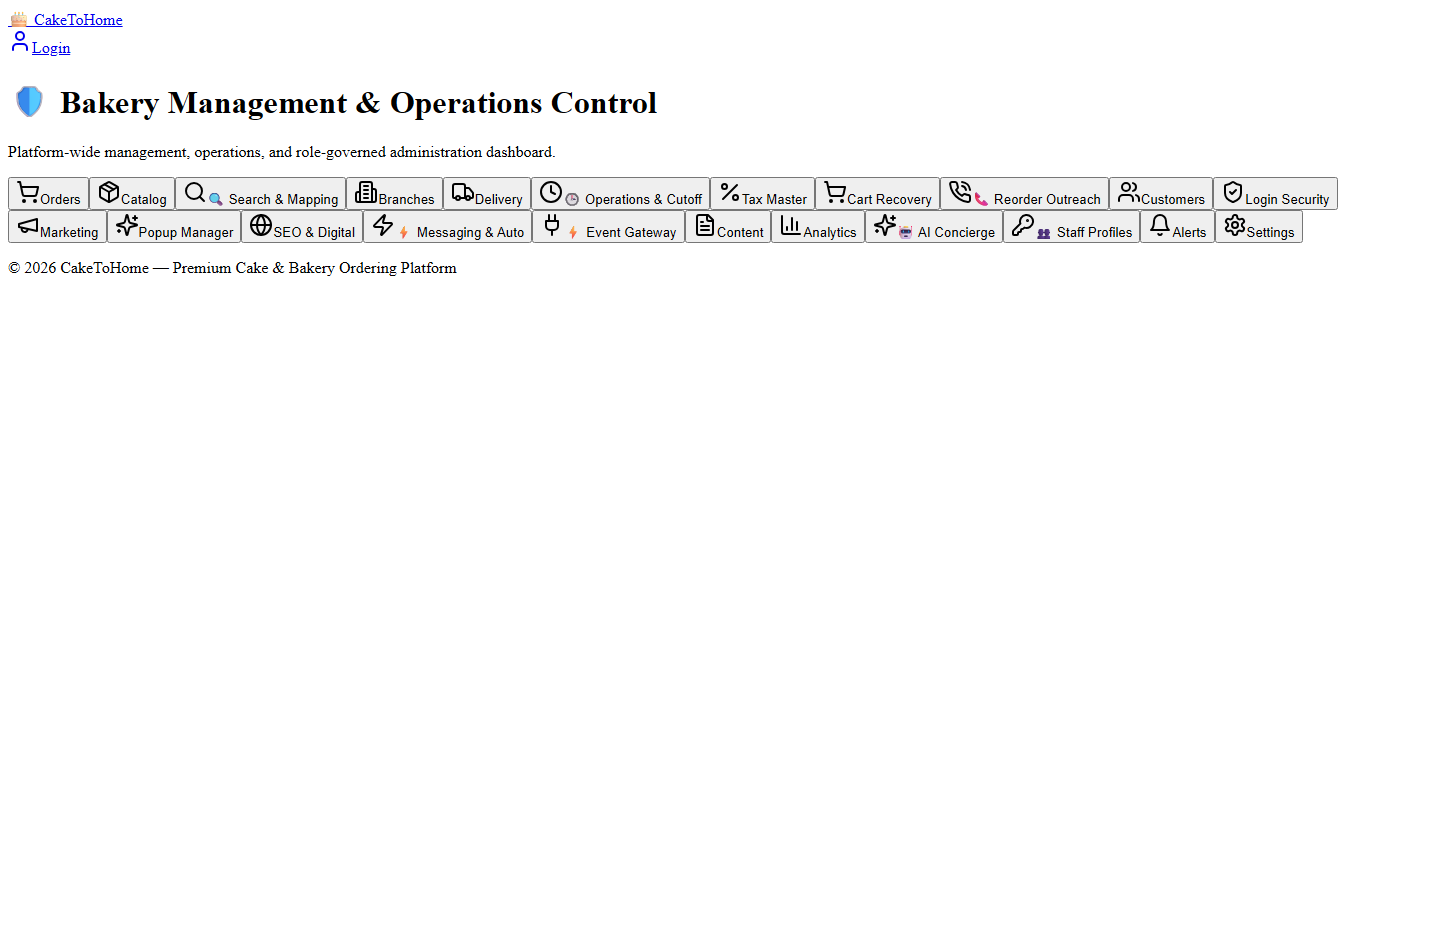 🎂 CakeToHome
Login
🛡️ Bakery Management & Operations Control
Platform-wide management, operations, and role-governed administration dashboard.
Orders Catalog 🔍 Search & Mapping Branches Delivery 🕒 Operations & Cutoff Tax Master Cart Recovery 📞 Reorder Outreach Customers Login Security
Marketing Popup Manager SEO & Digital ⚡ Messaging & Auto ⚡ Event Gateway Content Analytics 🤖 AI Concierge 👥 Staff Profiles Alerts Settings
© 2026 CakeToHome — Premium Cake & Bakery Ordering Platform